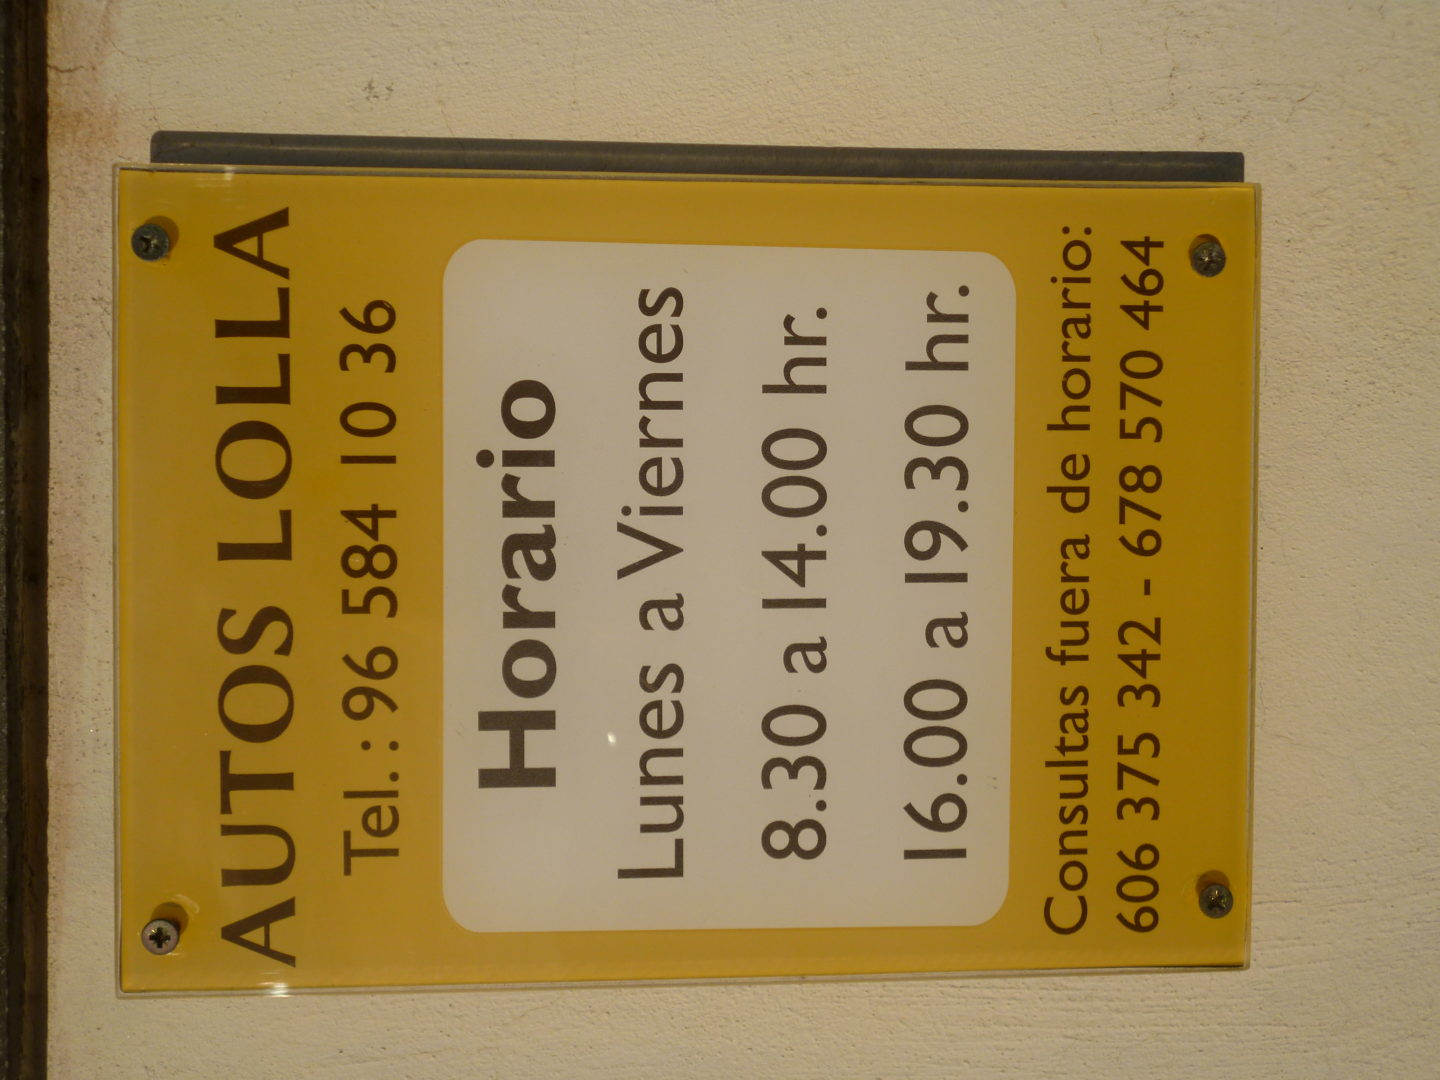 AUTOS LOLLA
Tel.: 96 584 10 36
Horario
Lunes a Viernes
8.30 a 14.00 hr.
16.00 a 19.30 hr.
Consultas fuera de horario:
606 375 342 - 678 570 464